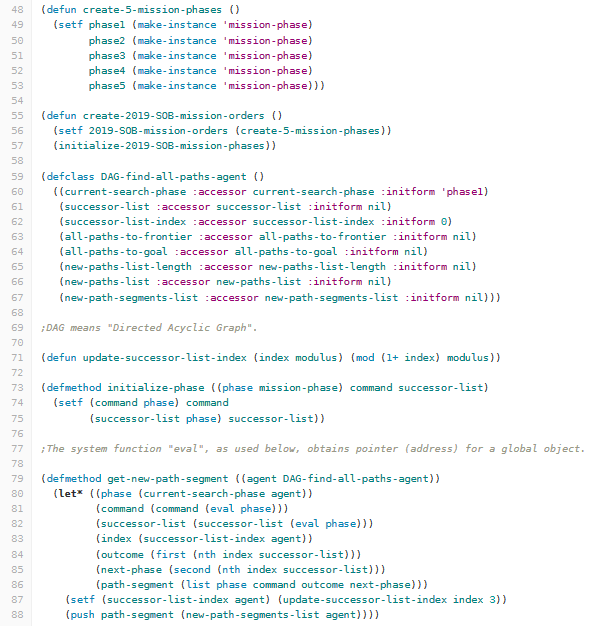 48 (defun create-5-mission-phases ()
49   (setf phase1 (make-instance 'mission-phase)
50         phase2 (make-instance 'mission-phase)
51         phase3 (make-instance 'mission-phase)
52         phase4 (make-instance 'mission-phase)
53         phase5 (make-instance 'mission-phase)))
54
55 (defun create-2019-SOB-mission-orders ()
56   (setf 2019-SOB-mission-orders (create-5-mission-phases))
57   (initialize-2019-SOB-mission-phases))
58
59 (defclass DAG-find-all-paths-agent ()
60   ((current-search-phase :accessor current-search-phase :initform 'phase1)
61    (successor-list :accessor successor-list :initform nil)
62    (successor-list-index :accessor successor-list-index :initform 0)
63    (all-paths-to-frontier :accessor all-paths-to-frontier :initform nil)
64    (all-paths-to-goal :accessor all-paths-to-goal :initform nil)
65    (new-paths-list-length :accessor new-paths-list-length :initform nil)
66    (new-paths-list :accessor new-paths-list :initform nil)
67    (new-path-segments-list :accessor new-path-segments-list :initform nil)))
68
69 ;DAG means "Directed Acyclic Graph".
70
71 (defun update-successor-list-index (index modulus) (mod (1+ index) modulus))
72
73 (defmethod initialize-phase ((phase mission-phase) command successor-list)
74   (setf (command phase) command
75         (successor-list phase) successor-list))
76
77 ;The system function "eval", as used below, obtains pointer (address) for a global object.
78
79 (defmethod get-new-path-segment ((agent DAG-find-all-paths-agent))
80   (let* ((phase (current-search-phase agent))
81          (command (command (eval phase)))
82          (successor-list (successor-list (eval phase)))
83          (index (successor-list-index agent))
84          (outcome (first (nth index successor-list)))
85          (next-phase (second (nth index successor-list)))
86          (path-segment (list phase command outcome next-phase)))
87     (setf (successor-list-index agent) (update-successor-list-index index 3))
88     (push path-segment (new-path-segments-list agent))))